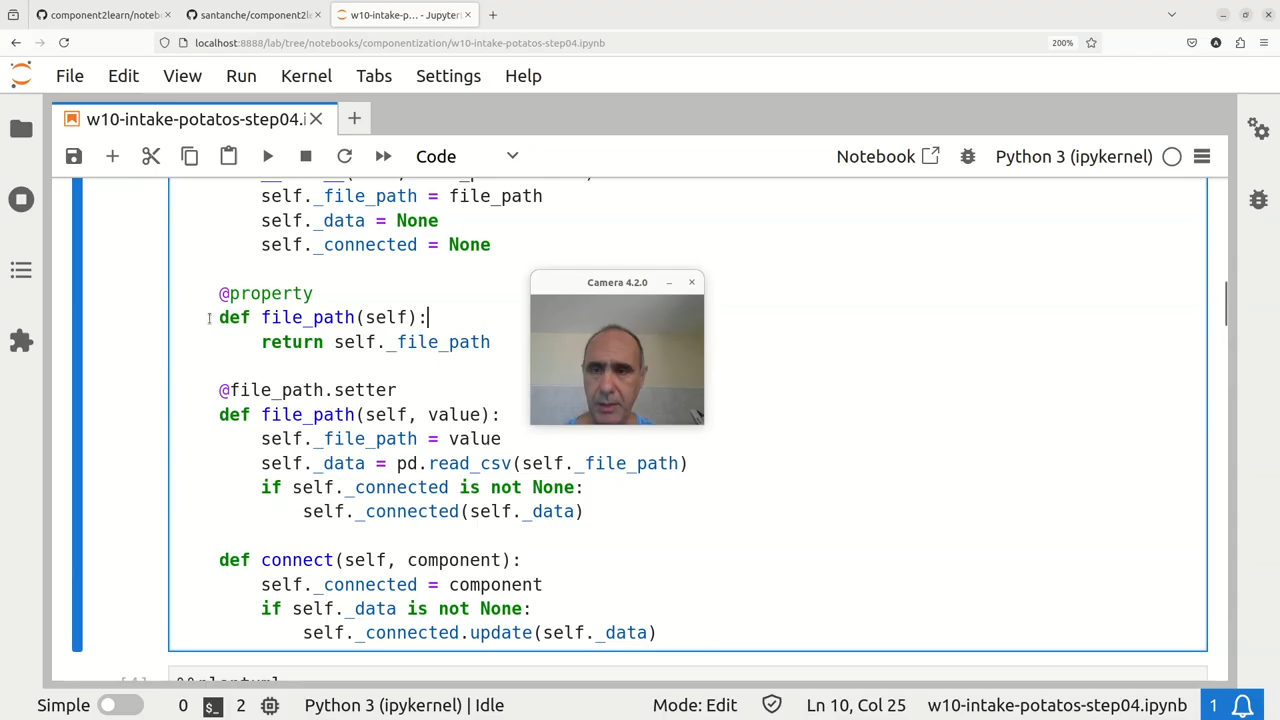 component2learn/noteb
santanche/component2le
w10-intake-p... - Jupyter
localhost:8888/lab/tree/notebooks/componentization/w10-intake-potatos-step04.ipynb
200%
File Edit View Run Kernel Tabs Settings Help
w10-intake-potatos-step04.i
Code
Notebook
Python 3 (ipykernel)
self._file_path = file_path
self._data = None
self._connected = None
@property
def file_path(self):
return self._file_path
@file_path.setter
def file_path(self, value):
self._file_path = value
self._data = pd.read_csv(self._file_path)
if self._connected is not None:
self._connected(self._data)
def connect(self, component):
self._connected = component
if self._data is not None:
self._connected.update(self._data)
Camera 4.2.0
Simple 0 $_ 2 Python 3 (ipykernel) | Idle Mode: Edit Ln 10, Col 25 w10-intake-potatos-step04.ipynb 1